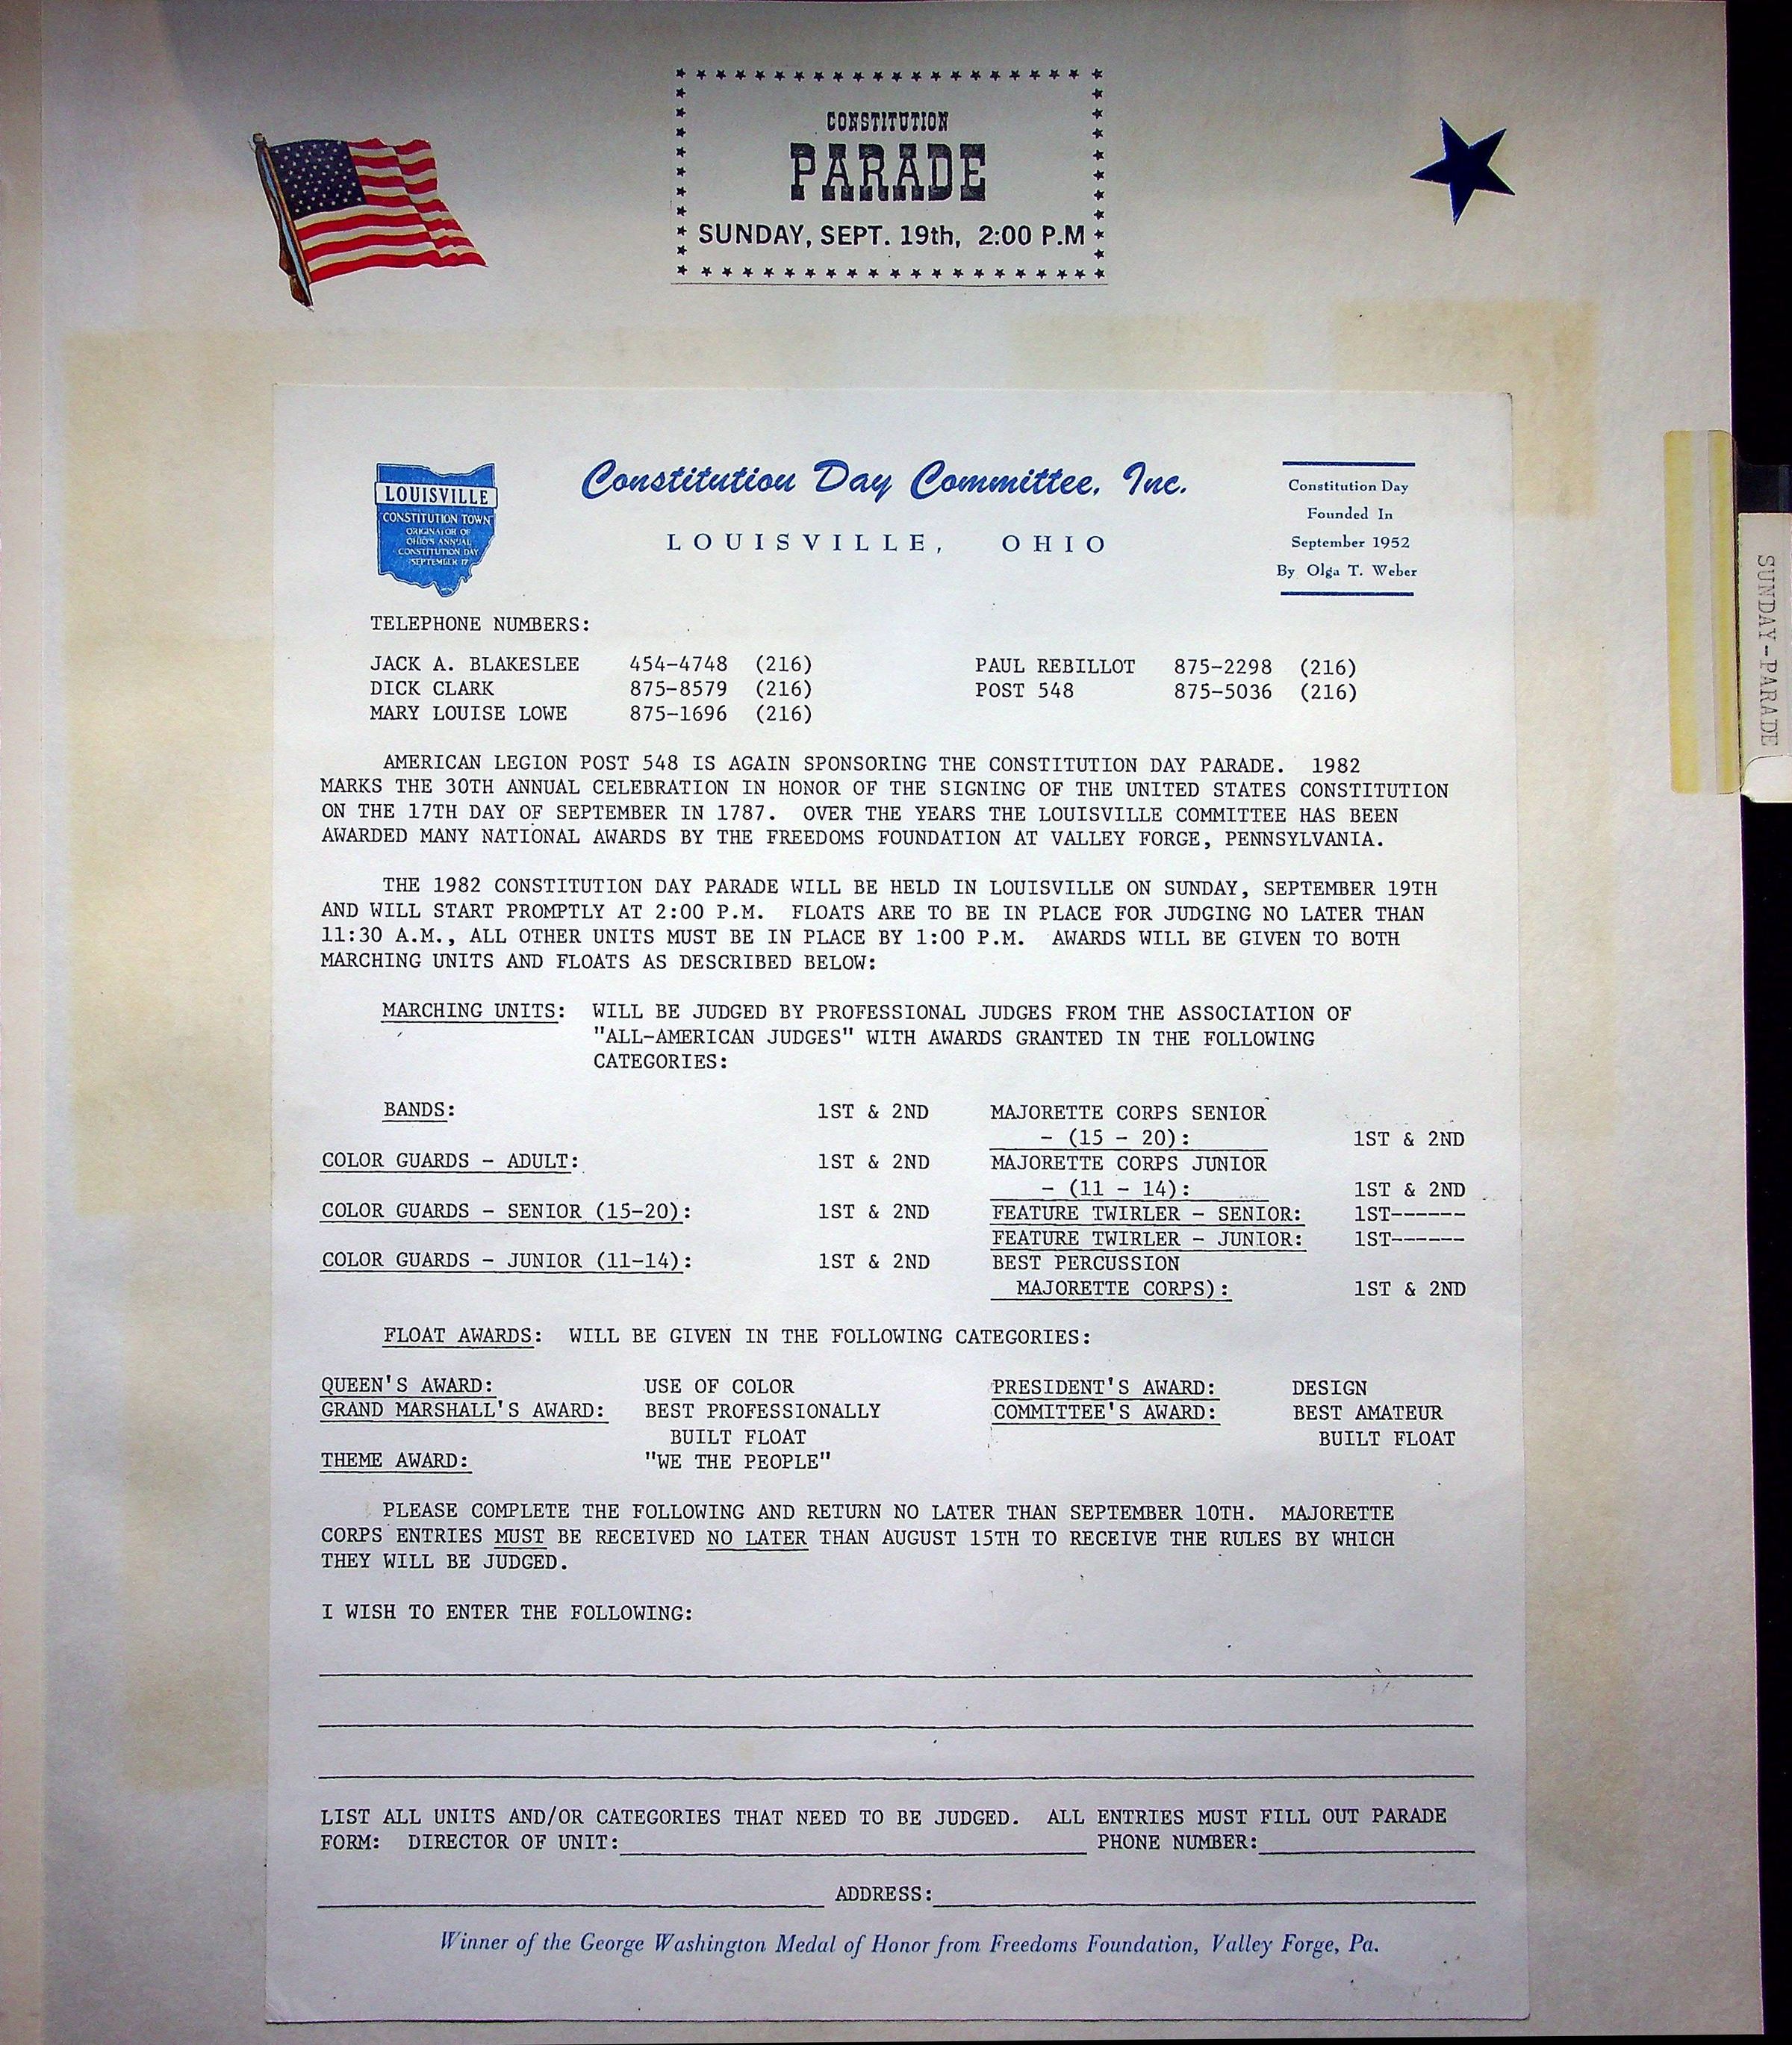 CONSTITUTION
PARADE
SUNDAY, SEPT. 19th, 2:00 P.M
SUNDAY-PARADE
LOUISVILLE
CONSTITUTION TOWN
ORIGINATOR OF
OHIO'S ANNUAL
CONSTITUTION DAY
SEPTEMBER 17
Constitution Day Committee, Inc.
LOUISVILLE, OHIO
Constitution Day
Founded In
September 1952
By Olga T. Weber
TELEPHONE NUMBERS:
JACK A. BLAKESLEE 454-4748 (216) PAUL REBILLOT 875-2298 (216)
DICK CLARK 875-8579 (216) POST 548 875-5036 (216)
MARY LOUISE LOWE 875-1696 (216)
AMERICAN LEGION POST 548 IS AGAIN SPONSORING THE CONSTITUTION DAY PARADE. 1982
MARKS THE 30TH ANNUAL CELEBRATION IN HONOR OF THE SIGNING OF THE UNITED STATES CONSTITUTION
ON THE 17TH DAY OF SEPTEMBER IN 1787. OVER THE YEARS THE LOUISVILLE COMMITTEE HAS BEEN
AWARDED MANY NATIONAL AWARDS BY THE FREEDOMS FOUNDATION AT VALLEY FORGE, PENNSYLVANIA.
THE 1982 CONSTITUTION DAY PARADE WILL BE HELD IN LOUISVILLE ON SUNDAY, SEPTEMBER 19TH
AND WILL START PROMPTLY AT 2:00 P.M. FLOATS ARE TO BE IN PLACE FOR JUDGING NO LATER THAN
11:30 A.M., ALL OTHER UNITS MUST BE IN PLACE BY 1:00 P.M. AWARDS WILL BE GIVEN TO BOTH
MARCHING UNITS AND FLOATS AS DESCRIBED BELOW:
MARCHING UNITS: WILL BE JUDGED BY PROFESSIONAL JUDGES FROM THE ASSOCIATION OF
"ALL-AMERICAN JUDGES" WITH AWARDS GRANTED IN THE FOLLOWING
CATEGORIES:
BANDS: 1ST & 2ND MAJORETTE CORPS SENIOR
- (15 - 20): 1ST & 2ND
COLOR GUARDS - ADULT: 1ST & 2ND MAJORETTE CORPS JUNIOR
- (11 - 14): 1ST & 2ND
COLOR GUARDS - SENIOR (15-20): 1ST & 2ND FEATURE TWIRLER - SENIOR: 1ST------
FEATURE TWIRLER - JUNIOR: 1ST------
COLOR GUARDS - JUNIOR (11-14): 1ST & 2ND BEST PERCUSSION
MAJORETTE CORPS): 1ST & 2ND
FLOAT AWARDS: WILL BE GIVEN IN THE FOLLOWING CATEGORIES:
QUEEN'S AWARD: USE OF COLOR PRESIDENT'S AWARD: DESIGN
GRAND MARSHALL'S AWARD: BEST PROFESSIONALLY COMMITTEE'S AWARD: BEST AMATEUR
BUILT FLOAT BUILT FLOAT
THEME AWARD: "WE THE PEOPLE"
PLEASE COMPLETE THE FOLLOWING AND RETURN NO LATER THAN SEPTEMBER 10TH. MAJORETTE
CORPS ENTRIES MUST BE RECEIVED NO LATER THAN AUGUST 15TH TO RECEIVE THE RULES BY WHICH
THEY WILL BE JUDGED.
I WISH TO ENTER THE FOLLOWING:
LIST ALL UNITS AND/OR CATEGORIES THAT NEED TO BE JUDGED. ALL ENTRIES MUST FILL OUT PARADE
FORM: DIRECTOR OF UNIT: PHONE NUMBER:
ADDRESS:
Winner of the George Washington Medal of Honor from Freedoms Foundation, Valley Forge, Pa.